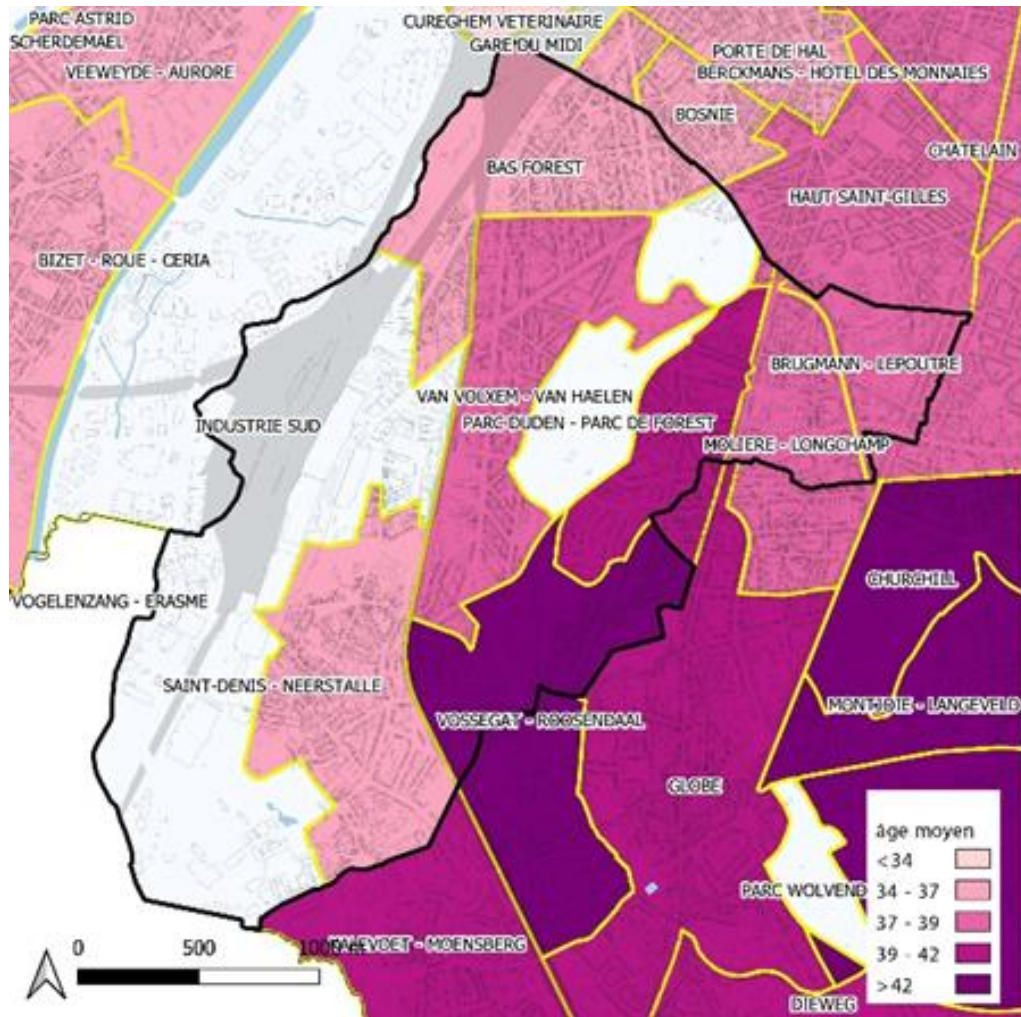 PARC ASTRID
SCHERDEMAEL
VEEWEYDE - AURORE
CUREGHEM VETERINAIRE
GARE DU MIDI
PORTE DE HAL
BERCKMANS - HOTEL DES MONNAIES
BOSNIE
CHATELAIN
BAS FOREST
HAUT SAINT-GILLES
BIZET - ROUE - CERIA
BRUGMANN - LEPOUTRE
VAN VOLXEM - VAN HAELEN
PARC DUDEN - PARC DE FOREST
INDUSTRIE SUD
MOLIERE - LONGCHAMP
CHURCHILL
VOGELENZANG - ERASME
SAINT-DENIS - NEERSTALLE
MONTJOIE - LANGEVELD
VOSSEGAT - ROOSENDAAL
GLOBE
âge moyen
<34
34 - 37
37 - 39
39 - 42
>42
PARC WOLVEND
0 500 1000 m
- MOENSBERG
DIEWEG